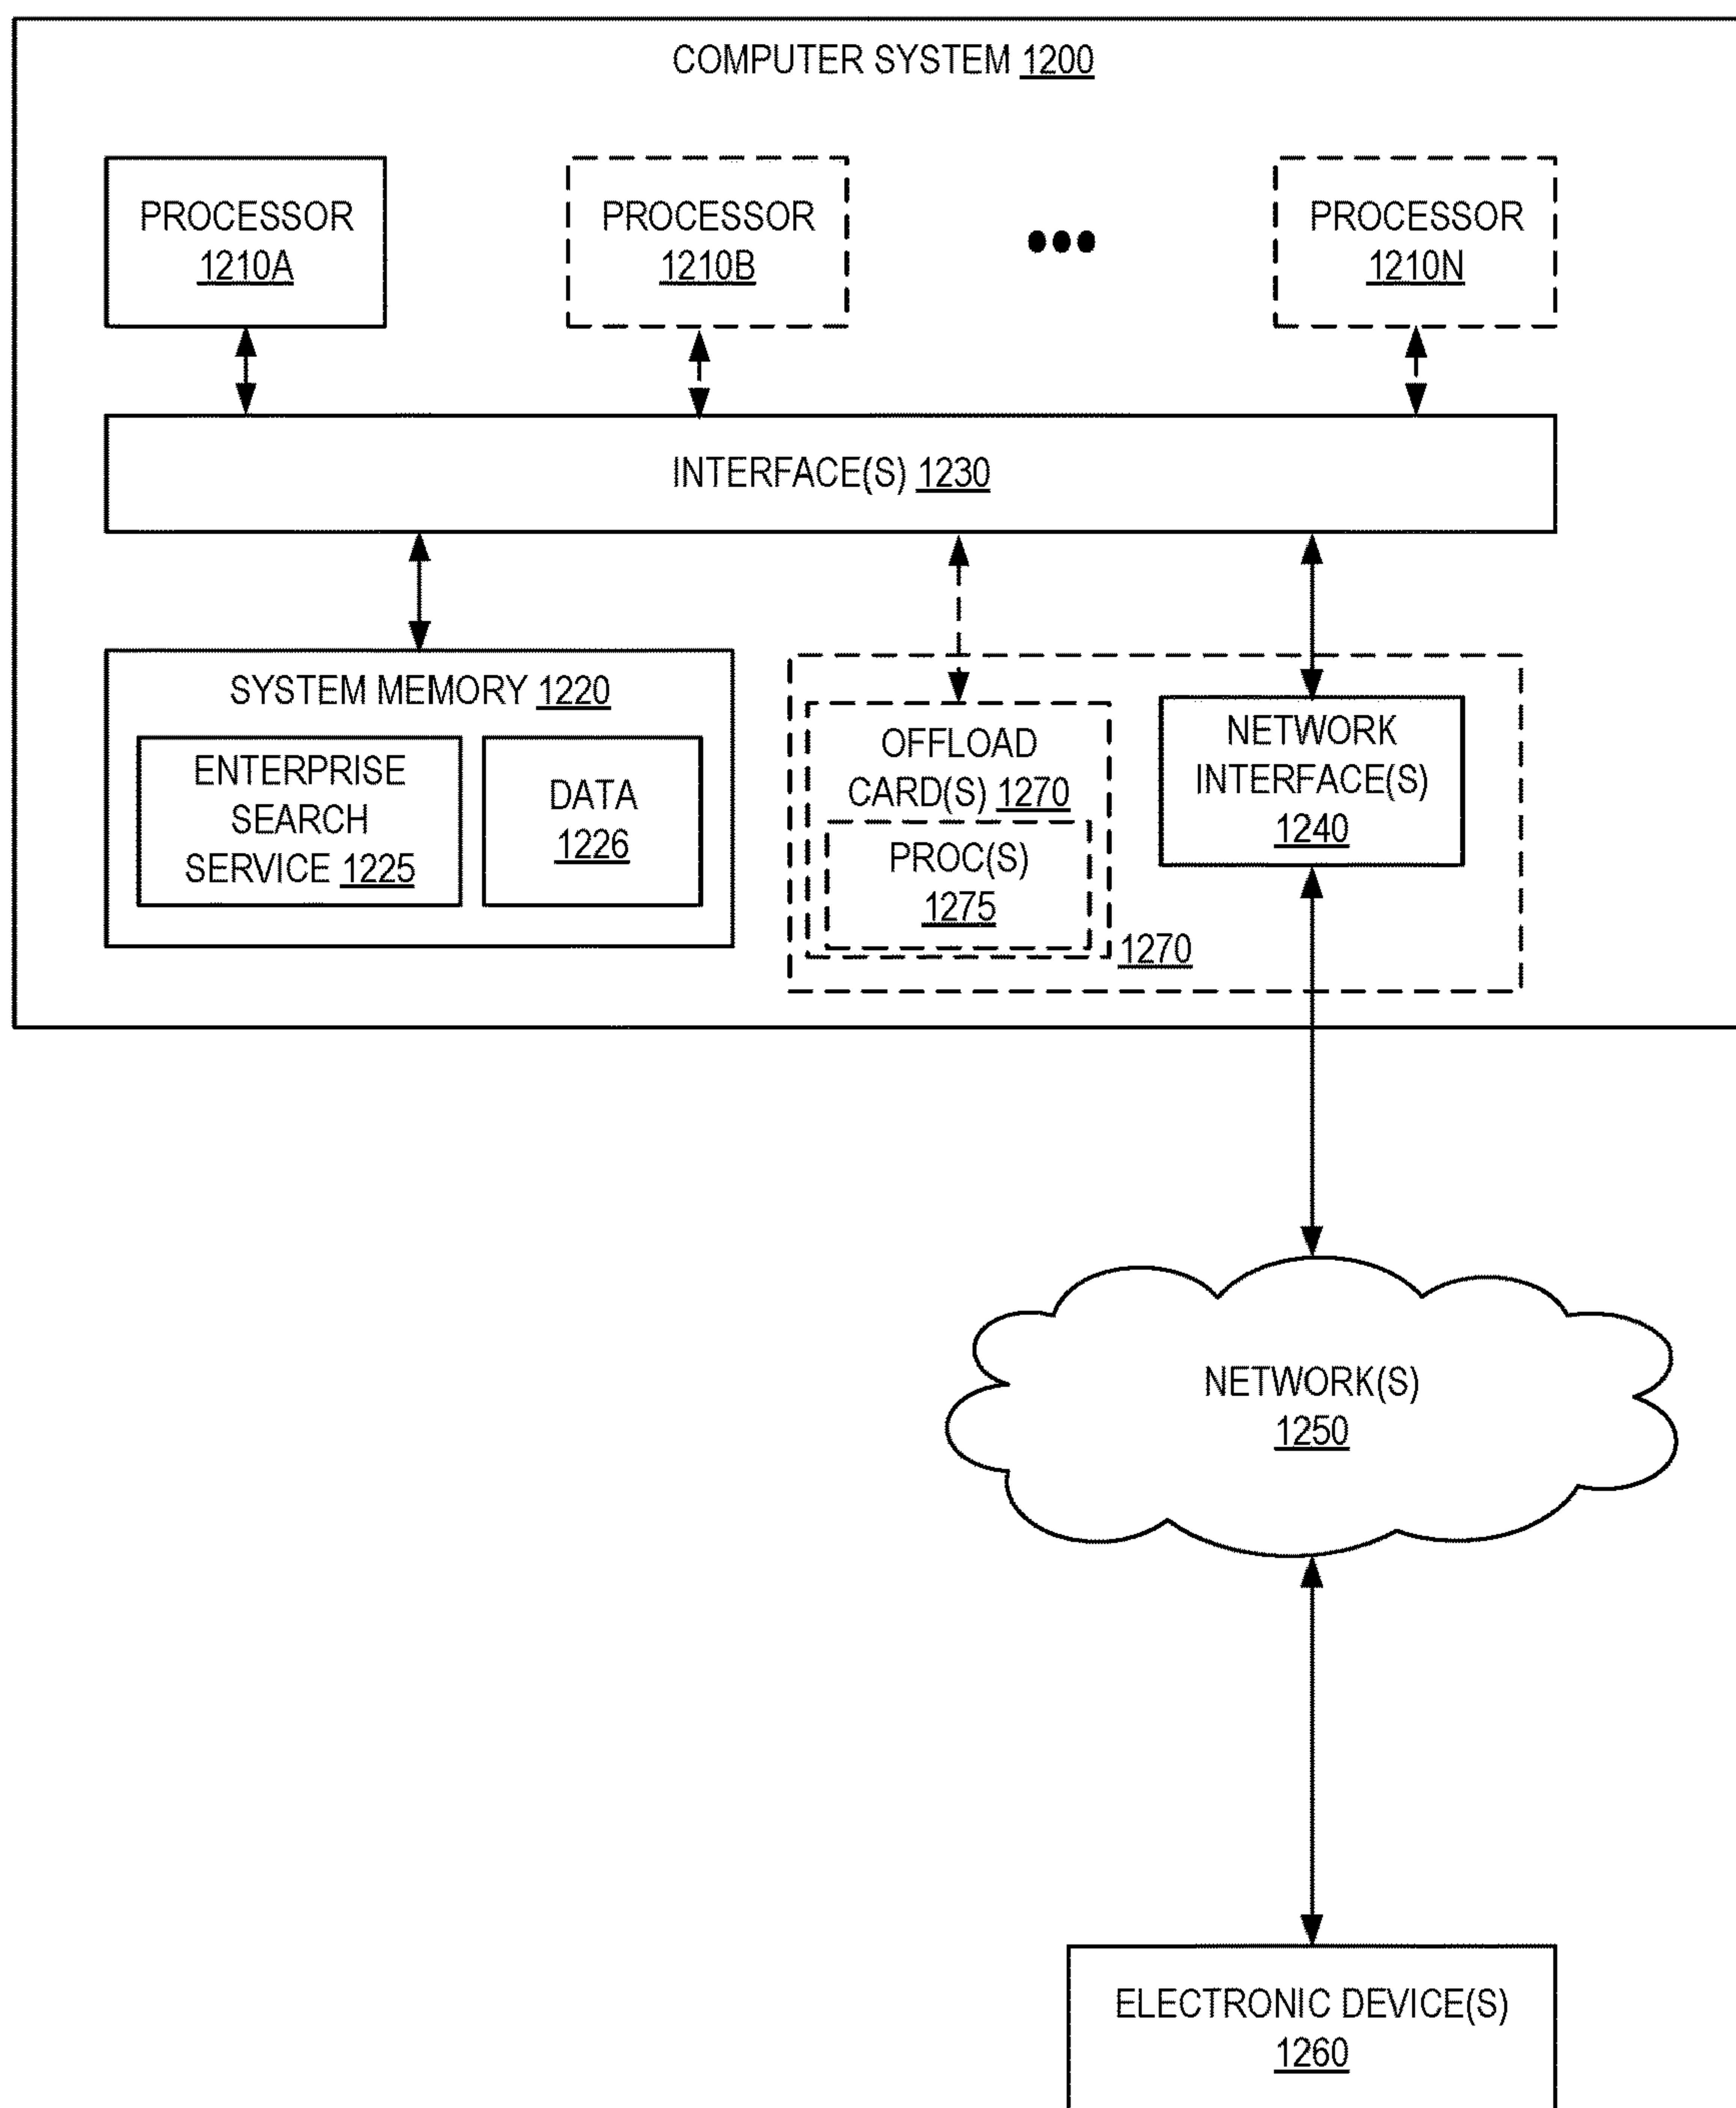 COMPUTER SYSTEM 1200
PROCESSOR
1210A
PROCESSOR
1210B
PROCESSOR
1210N
INTERFACE(S) 1230
SYSTEM MEMORY 1220
ENTERPRISE
SEARCH
SERVICE 1225
DATA
1226
OFFLOAD
CARD(S) 1270
PROC(S)
1275
NETWORK
INTERFACE(S)
1240
1270
NETWORK(S)
1250
ELECTRONIC DEVICE(S)
1260